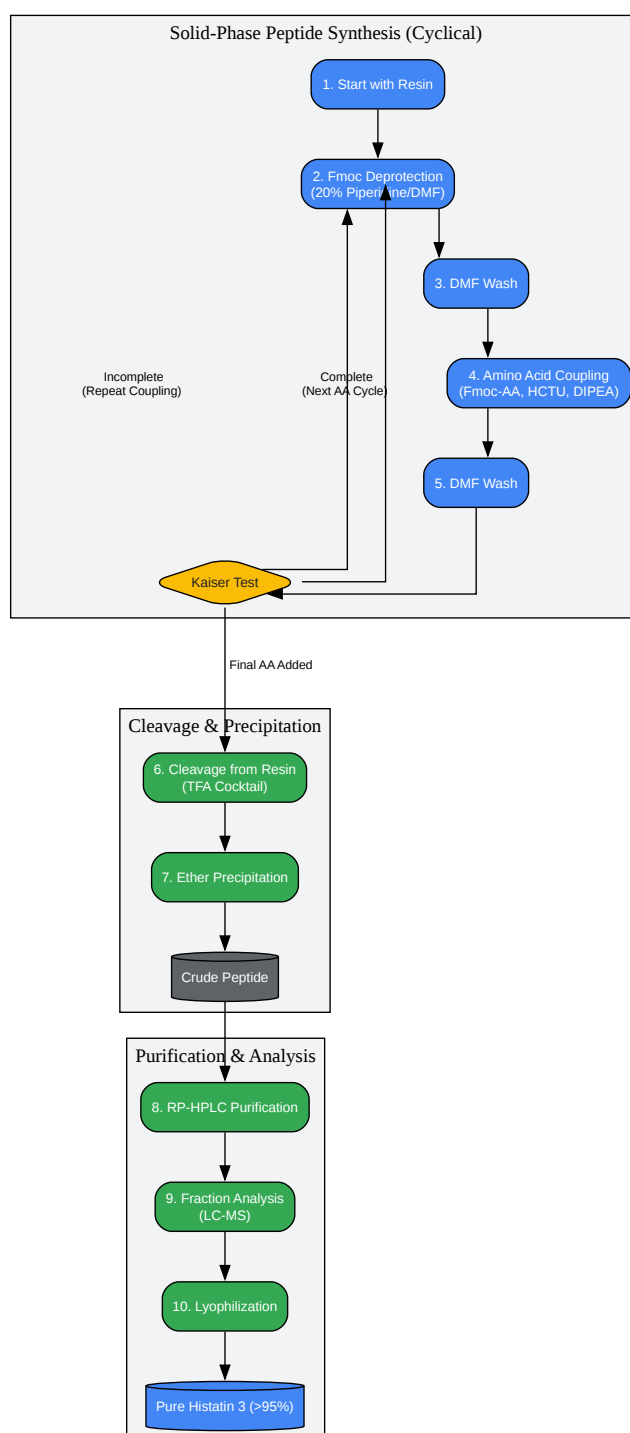 Solid-Phase Peptide Synthesis (Cyclical)
1. Start with Resin
2. Fmoc Deprotection
(20% Piperidine/DMF)
3. DMF Wash
Incomplete
(Repeat Coupling)
Complete
(Next AA Cycle)
4. Amino Acid Coupling
(Fmoc-AA, HCTU, DIPEA)
5. DMF Wash
Kaiser Test
Final AA Added
Cleavage & Precipitation
6. Cleavage from Resin
(TFA Cocktail)
7. Ether Precipitation
Crude Peptide
Purification & Analysis
8. RP-HPLC Purification
9. Fraction Analysis
(LC-MS)
10. Lyophilization
Pure Histatin 3 (>95%)